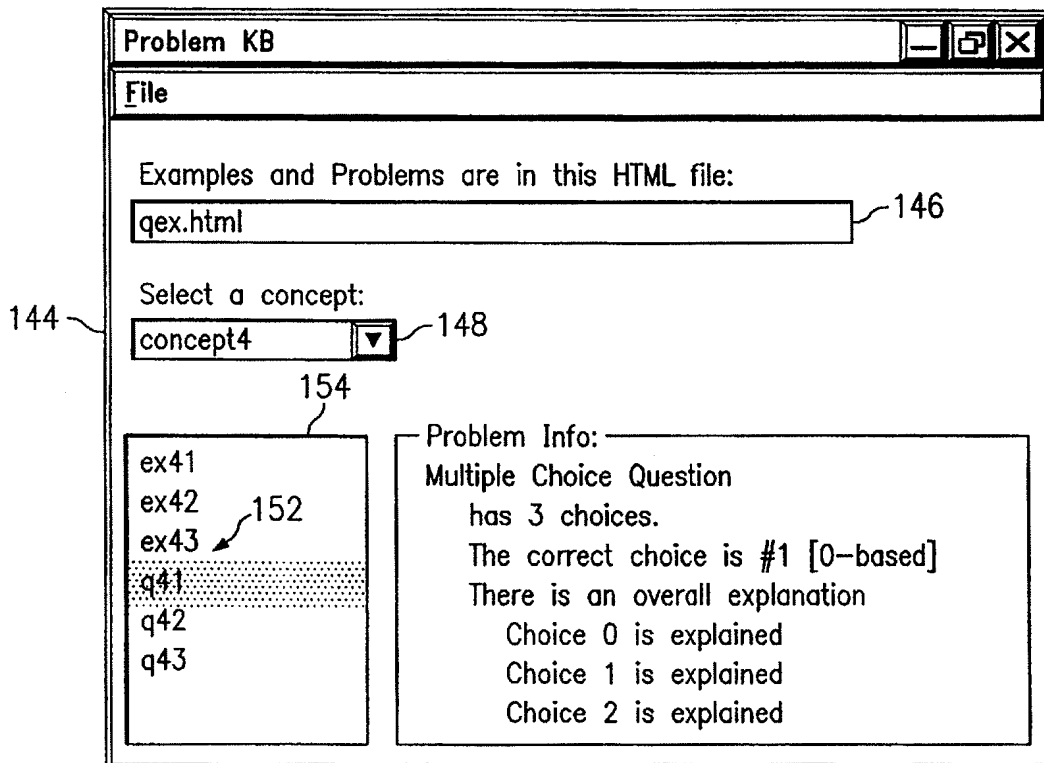 Problem KB
File
Examples and Problems are in this HTML file:
qex.html
146
Select a concept:
144
concept4
148
154
ex41
ex42
152
ex43
q41
q42
q43
Problem Info:
Multiple Choice Question
has 3 choices.
The correct choice is #1 [0-based]
There is an overall explanation
Choice 0 is explained
Choice 1 is explained
Choice 2 is explained